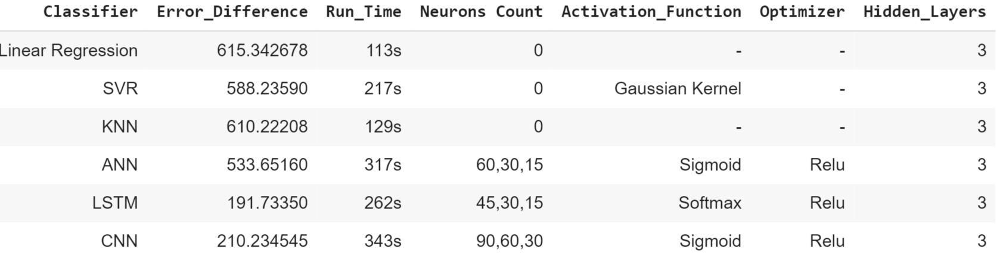 Classifier Error_Difference Run_Time Neurons Count Activation_Function Optimizer Hidden_Layers
Linear Regression 615.342678 113s 0 - - 3
SVR 588.23590 217s 0 Gaussian Kernel - 3
KNN 610.22208 129s 0 - - 3
ANN 533.65160 317s 60,30,15 Sigmoid Relu 3
LSTM 191.73350 262s 45,30,15 Softmax Relu 3
CNN 210.234545 343s 90,60,30 Sigmoid Relu 3